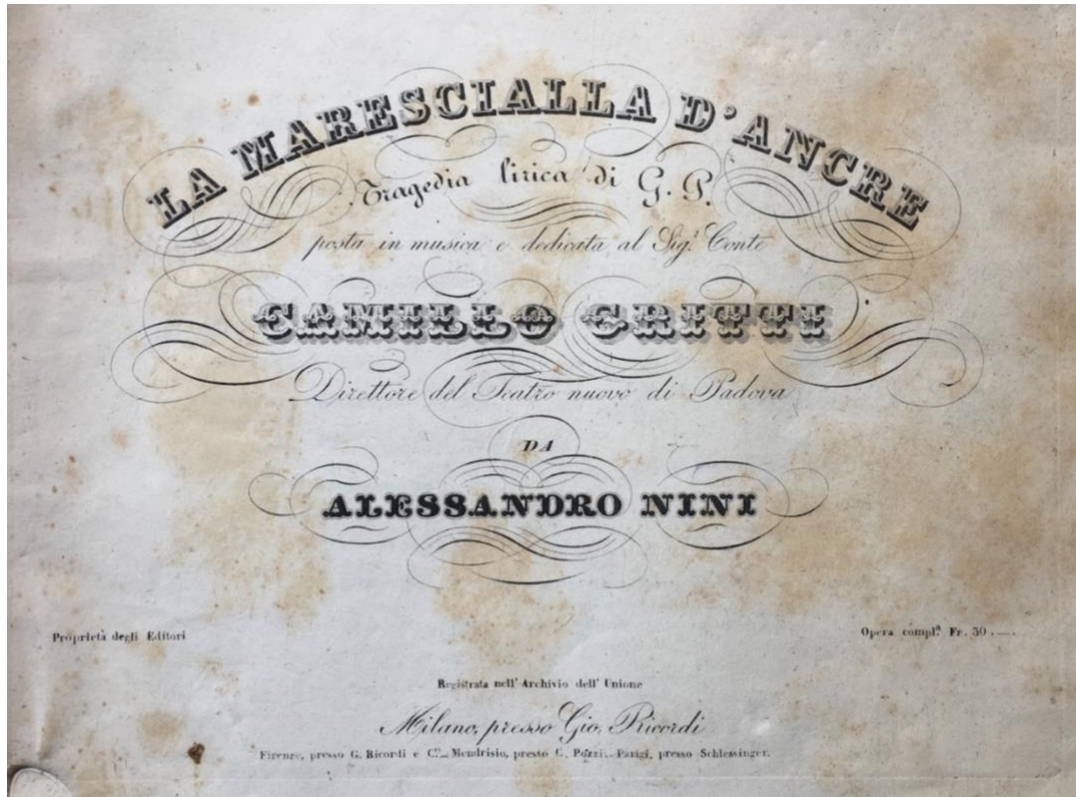 LA MARESCIALLA D'ANCRE
Tragedia lirica di G. P.
posta in musica e dedicata al Sig.r Conte
CAMILLO GRITTI
Direttore del Teatro nuovo di Padova
DA
ALESSANDRO NINI
Proprietà degli Editori
Opera compl.a Fr. 30 .—
Registrata nell' Archivio dell' Unione
Milano, presso Gio. Ricordi
Firenze, presso G. Ricordi e C.o — Mendrisio, presso C. Pozzi. — Parigi, presso Schlessinger.